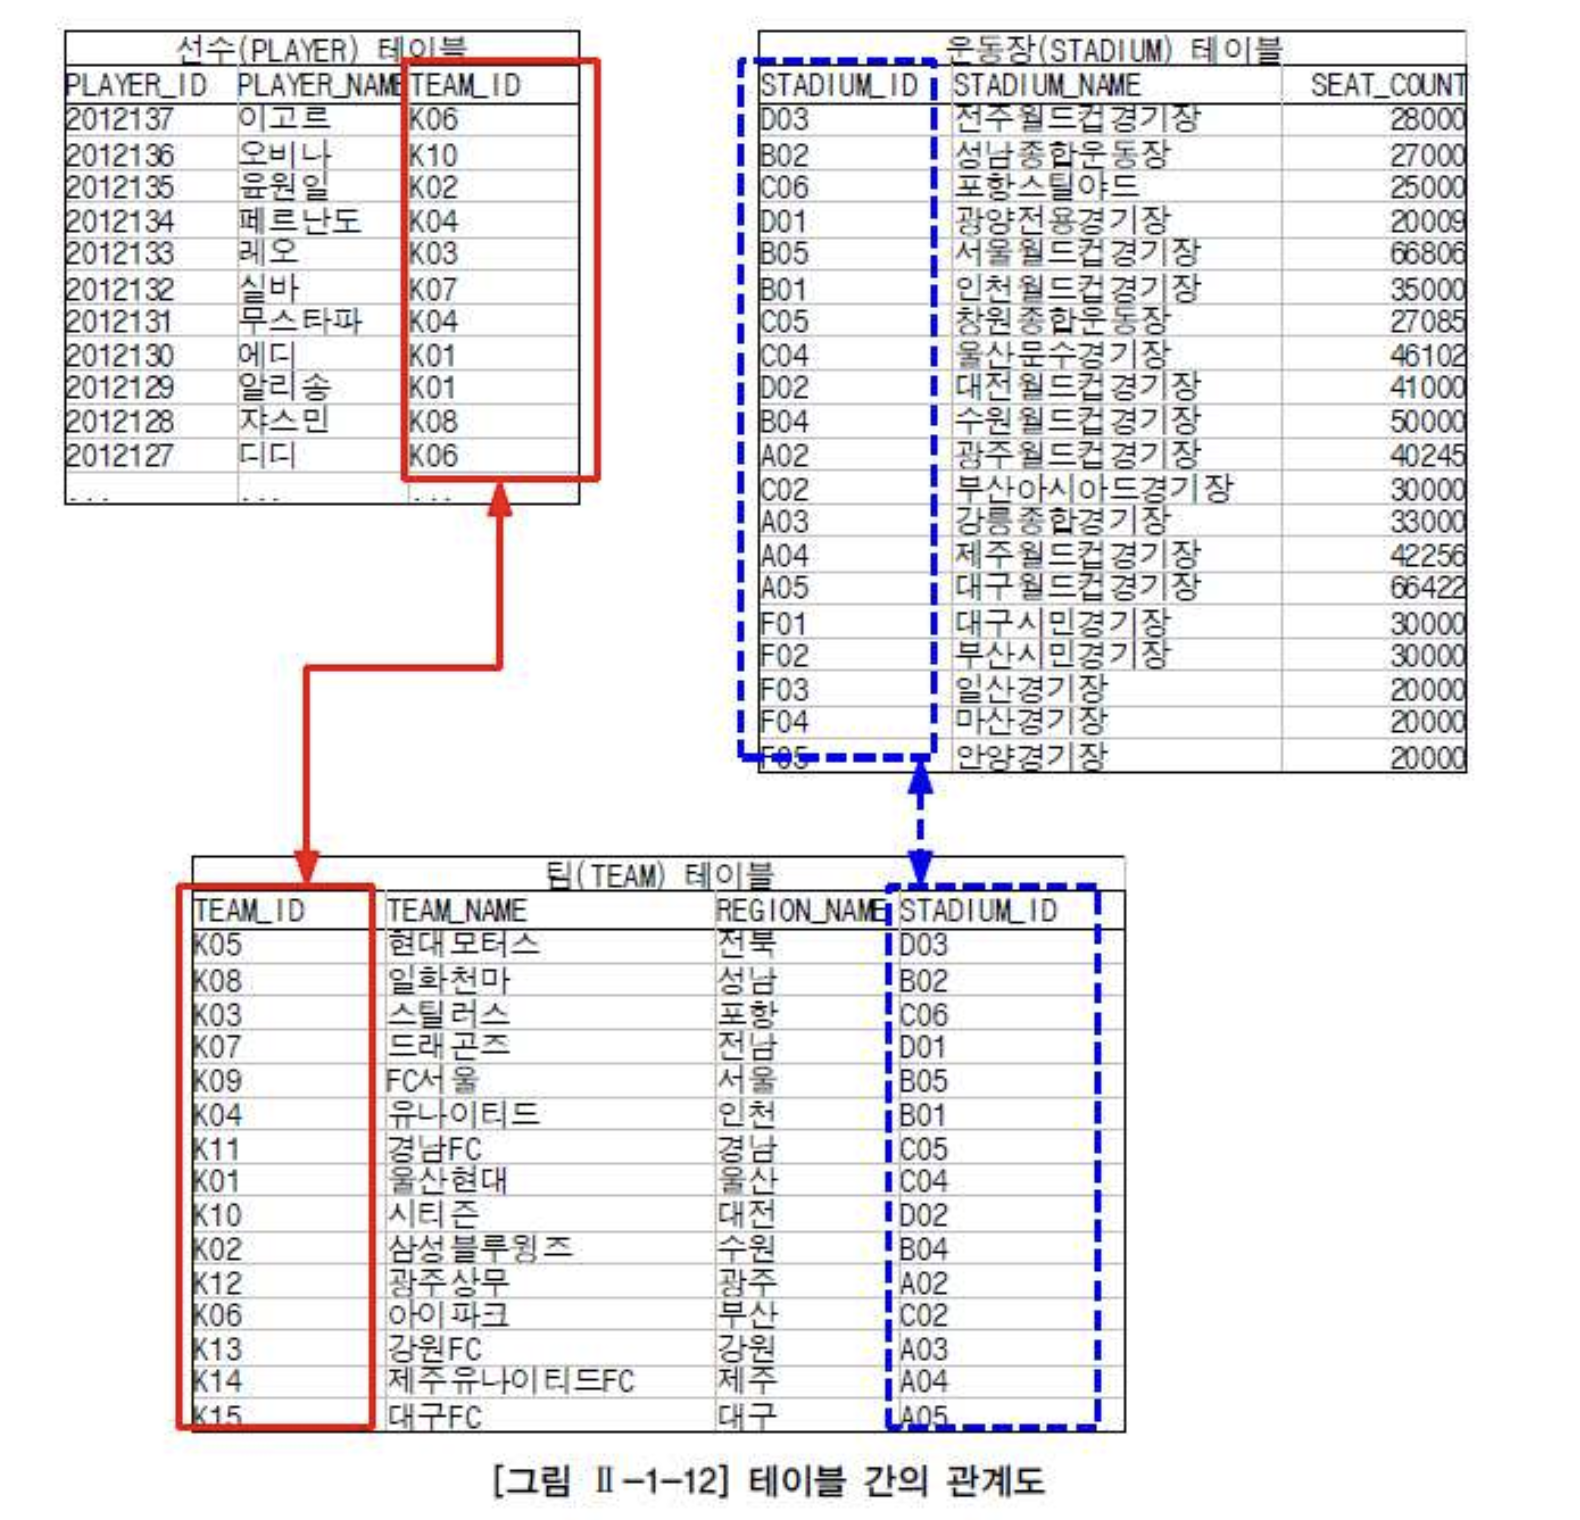 선수(PLAYER) 테이블
PLAYER_ID PLAYER_NAME TEAM_ID
2012137 이고르 K06
2012136 오비나 K10
2012135 윤원일 K02
2012134 페르난도 K04
2012133 레오 K03
2012132 실바 K07
2012131 무스타파 K04
2012130 에디 K01
2012129 알리송 K01
2012128 쟈스민 K08
2012127 디디 K06
... ... ...
운동장(STADIUM) 테이블
STADIUM_ID STADIUM_NAME SEAT_COUNT
D03 전주월드컵경기장 28000
B02 성남종합운동장 27000
C06 포항스틸야드 25000
D01 광양전용경기장 20009
B05 서울월드컵경기장 66806
B01 인천월드컵경기장 35000
C05 창원종합운동장 27085
C04 울산문수경기장 46102
D02 대전월드컵경기장 41000
B04 수원월드컵경기장 50000
A02 광주월드컵경기장 40245
C02 부산아시아드경기장 30000
A03 강릉종합경기장 33000
A04 제주월드컵경기장 42256
A05 대구월드컵경기장 66422
F01 대구시민경기장 30000
F02 부산시민경기장 30000
F03 일산경기장 20000
F04 마산경기장 20000
F05 안양경기장 20000
팀(TEAM) 테이블
TEAM_ID TEAM_NAME REGION_NAME STADIUM_ID
K05 현대모터스 전북 D03
K08 일화천마 성남 B02
K03 스틸러스 포항 C06
K07 드래곤즈 전남 D01
K09 FC서울 서울 B05
K04 유나이티드 인천 B01
K11 경남FC 경남 C05
K01 울산현대 울산 C04
K10 시티즌 대전 D02
K02 삼성블루윙즈 수원 B04
K12 광주상무 광주 A02
K06 아이파크 부산 C02
K13 강원FC 강원 A03
K14 제주유나이티드FC 제주 A04
K15 대구FC 대구 A05
[그림 Ⅱ-1-12] 테이블 간의 관계도